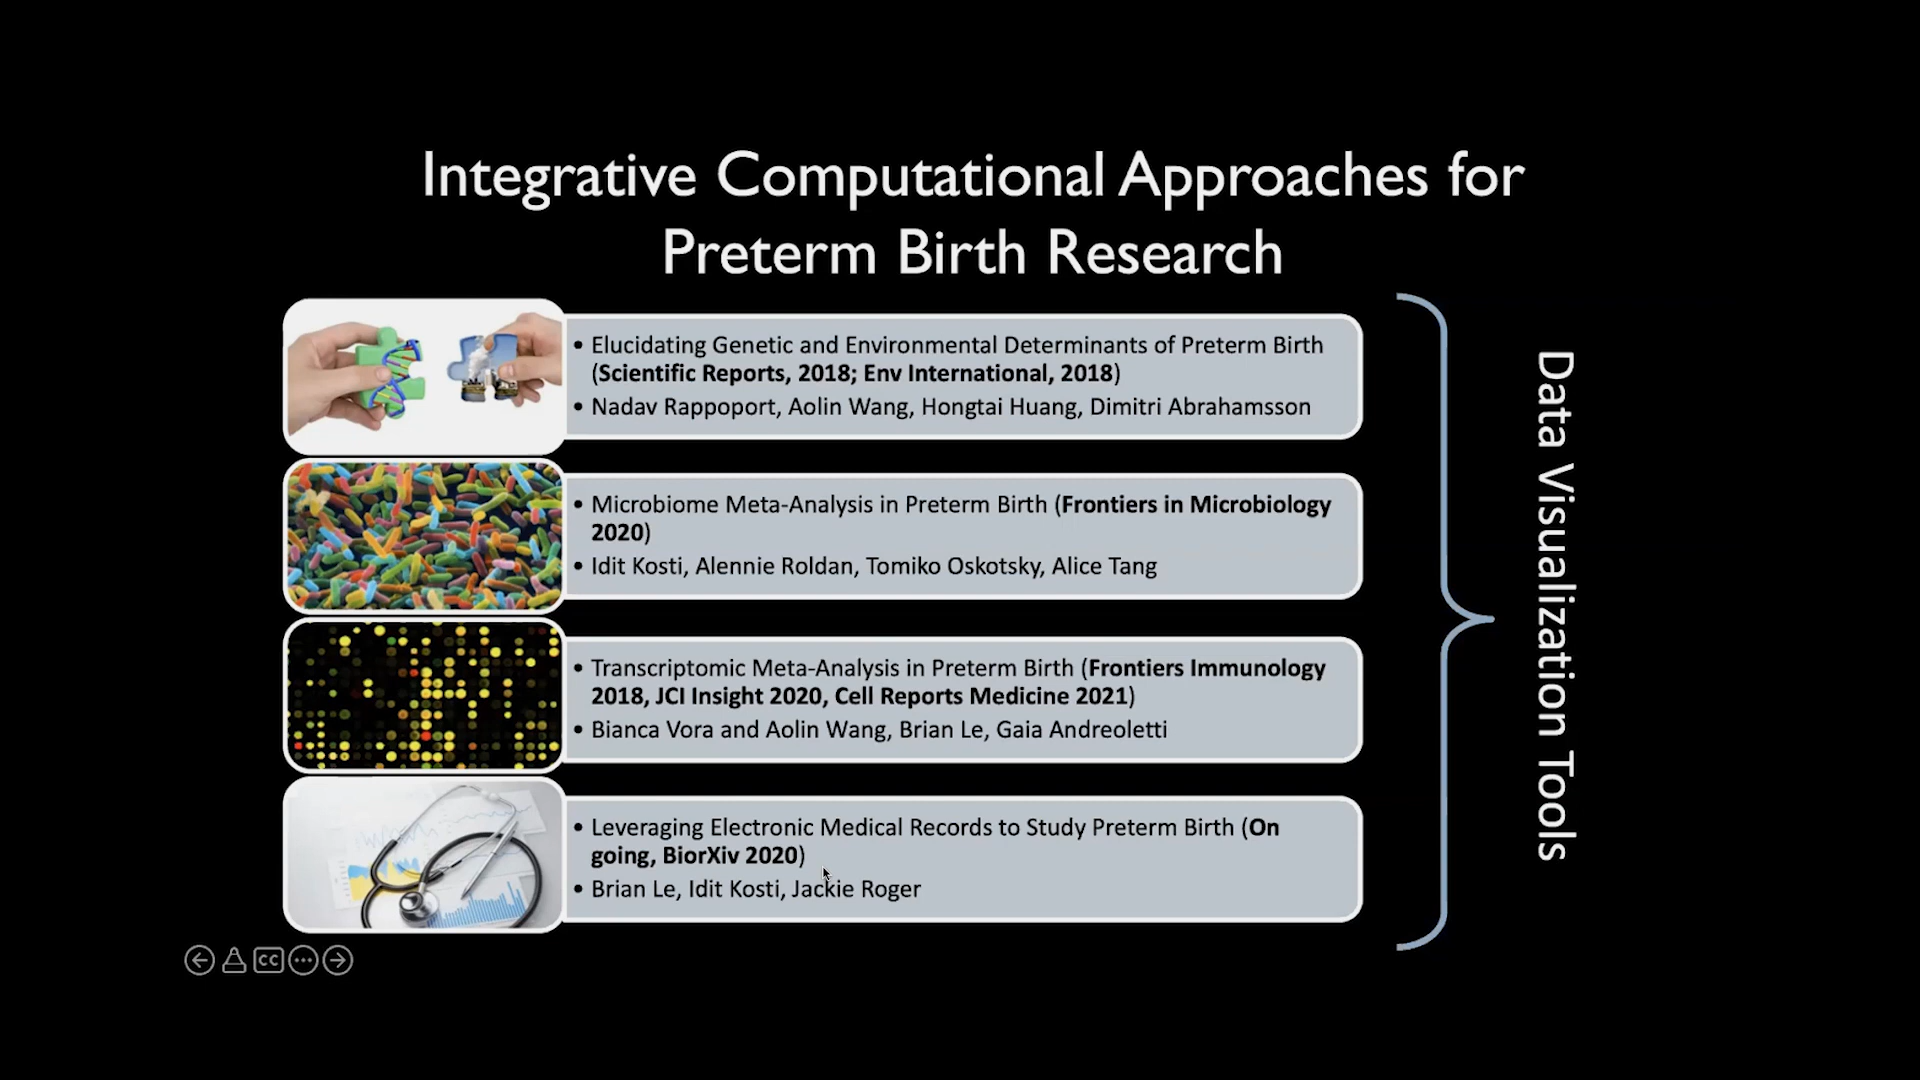 Integrative Computational Approaches for
Preterm Birth Research
• Elucidating Genetic and Environmental Determinants of Preterm Birth
(Scientific Reports, 2018; Env International, 2018)
• Nadav Rappoport, Aolin Wang, Hongtai Huang, Dimitri Abrahamsson
• Microbiome Meta-Analysis in Preterm Birth (Frontiers in Microbiology
2020)
• Idit Kosti, Alennie Roldan, Tomiko Oskotsky, Alice Tang
• Transcriptomic Meta-Analysis in Preterm Birth (Frontiers Immunology
2018, JCI Insight 2020, Cell Reports Medicine 2021)
• Bianca Vora and Aolin Wang, Brian Le, Gaia Andreoletti
• Leveraging Electronic Medical Records to Study Preterm Birth (On
going, BiorXiv 2020)
• Brian Le, Idit Kosti, Jackie Roger
Data Visualization Tools
CC